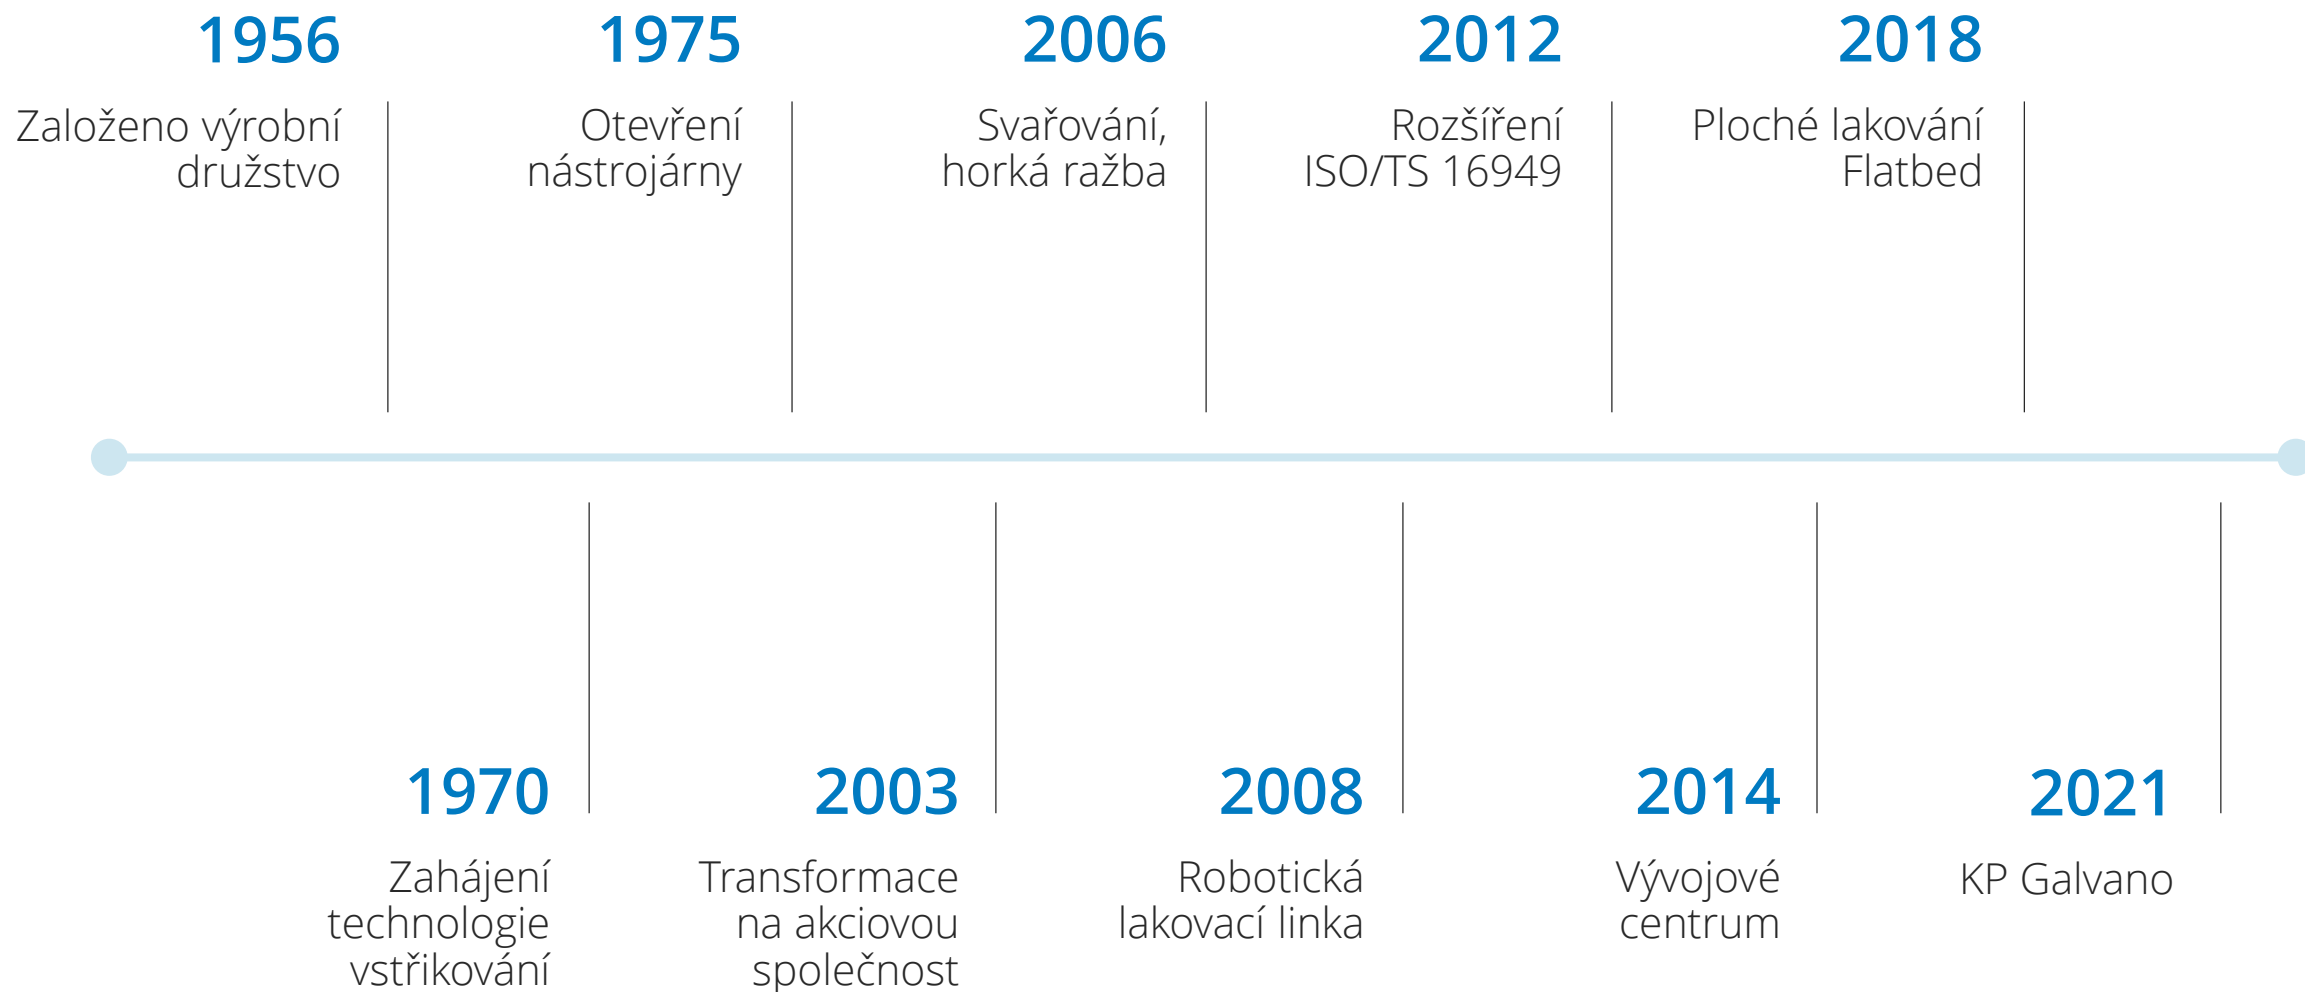 1956
Založeno výrobní
družstvo
1975
Otevření
nástrojárny
2006
Svařování,
horká ražba
2012
Rozšíření
ISO/TS 16949
2018
Ploché lakování
Flatbed
1970
Zahájení
technologie
vstřikování
2003
Transformace
na akciovou
společnost
2008
Robotická
lakovací linka
2014
Vývojové
centrum
2021
KP Galvano